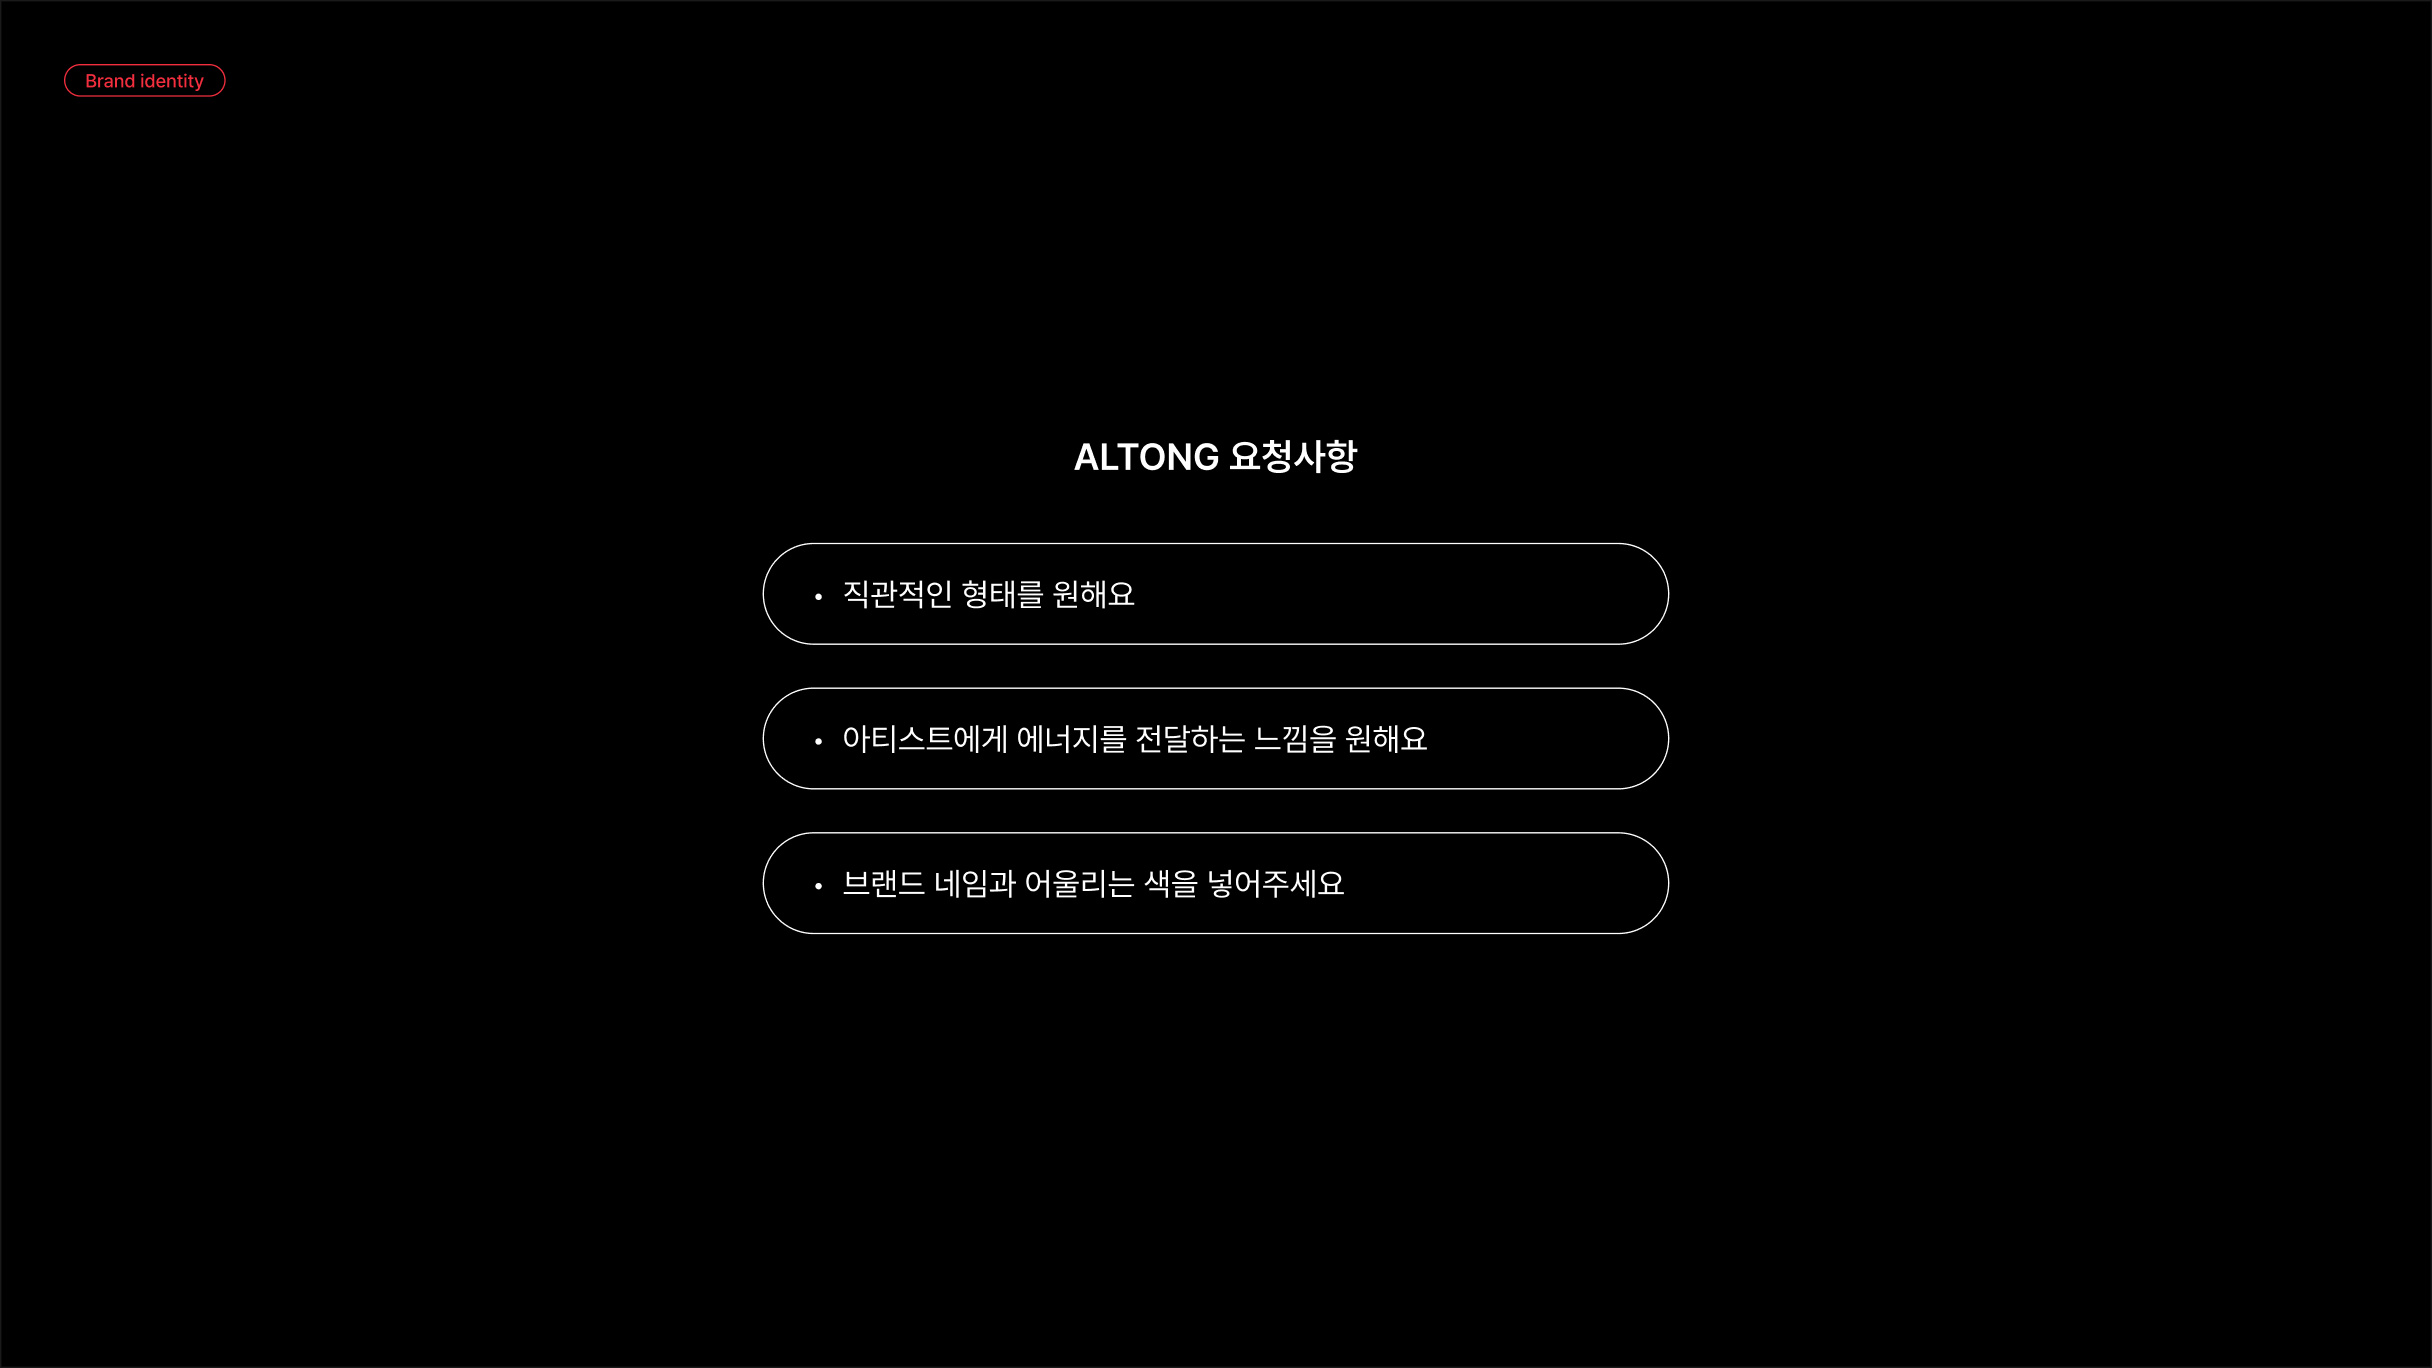 Brand identity
ALTONG 요청사항
• 직관적인 형태를 원해요
• 아티스트에게 에너지를 전달하는 느낌을 원해요
• 브랜드 네임과 어울리는 색을 넣어주세요